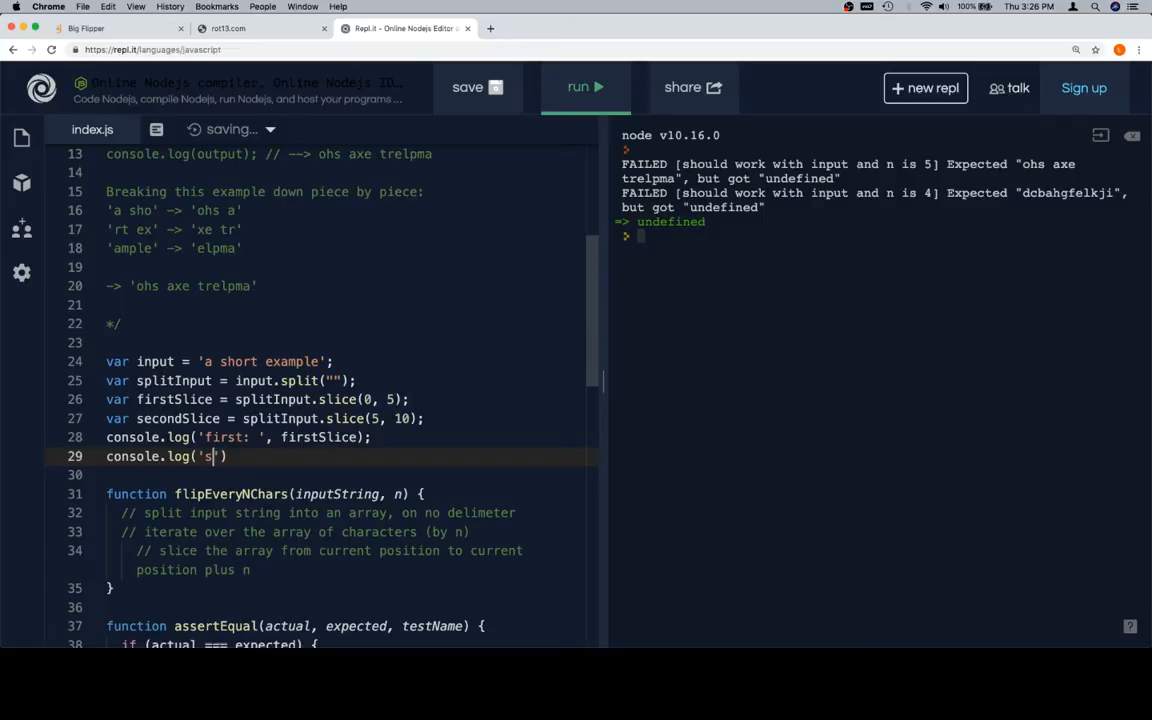 Chrome File Edit View History Bookmarks People Window Help 100% Thu 3:26 PM
Big Flipper rot13.com Repl.it - Online Nodejs Editor a
https://repl.it/languages/javascript
Online Nodejs compiler, Online Nodejs ID...
Code Nodejs, compile Nodejs, run Nodejs, and host your programs ...
save run share + new repl talk Sign up
index.js saving...
13 console.log(output); // --> ohs axe trelpma
14
15 Breaking this example down piece by piece:
16 'a sho' -> 'ohs a'
17 'rt ex' -> 'xe tr'
18 'ample' -> 'elpma'
19
20 -> 'ohs axe trelpma'
21
22 */
23
24 var input = 'a short example';
25 var splitInput = input.split("");
26 var firstSlice = splitInput.slice(0, 5);
27 var secondSlice = splitInput.slice(5, 10);
28 console.log('first: ', firstSlice);
29 console.log('s')
30
31 function flipEveryNChars(inputString, n) {
32 // split input string into an array, on no delimeter
33 // iterate over the array of characters (by n)
34 // slice the array from current position to current
position plus n
35 }
36
37 function assertEqual(actual, expected, testName) {
38 if (actual === expected) {
node v10.16.0
>
FAILED [should work with input and n is 5] Expected "ohs axe
trelpma", but got "undefined"
FAILED [should work with input and n is 4] Expected "dcbahgfelkji",
but got "undefined"
=> undefined
>
?